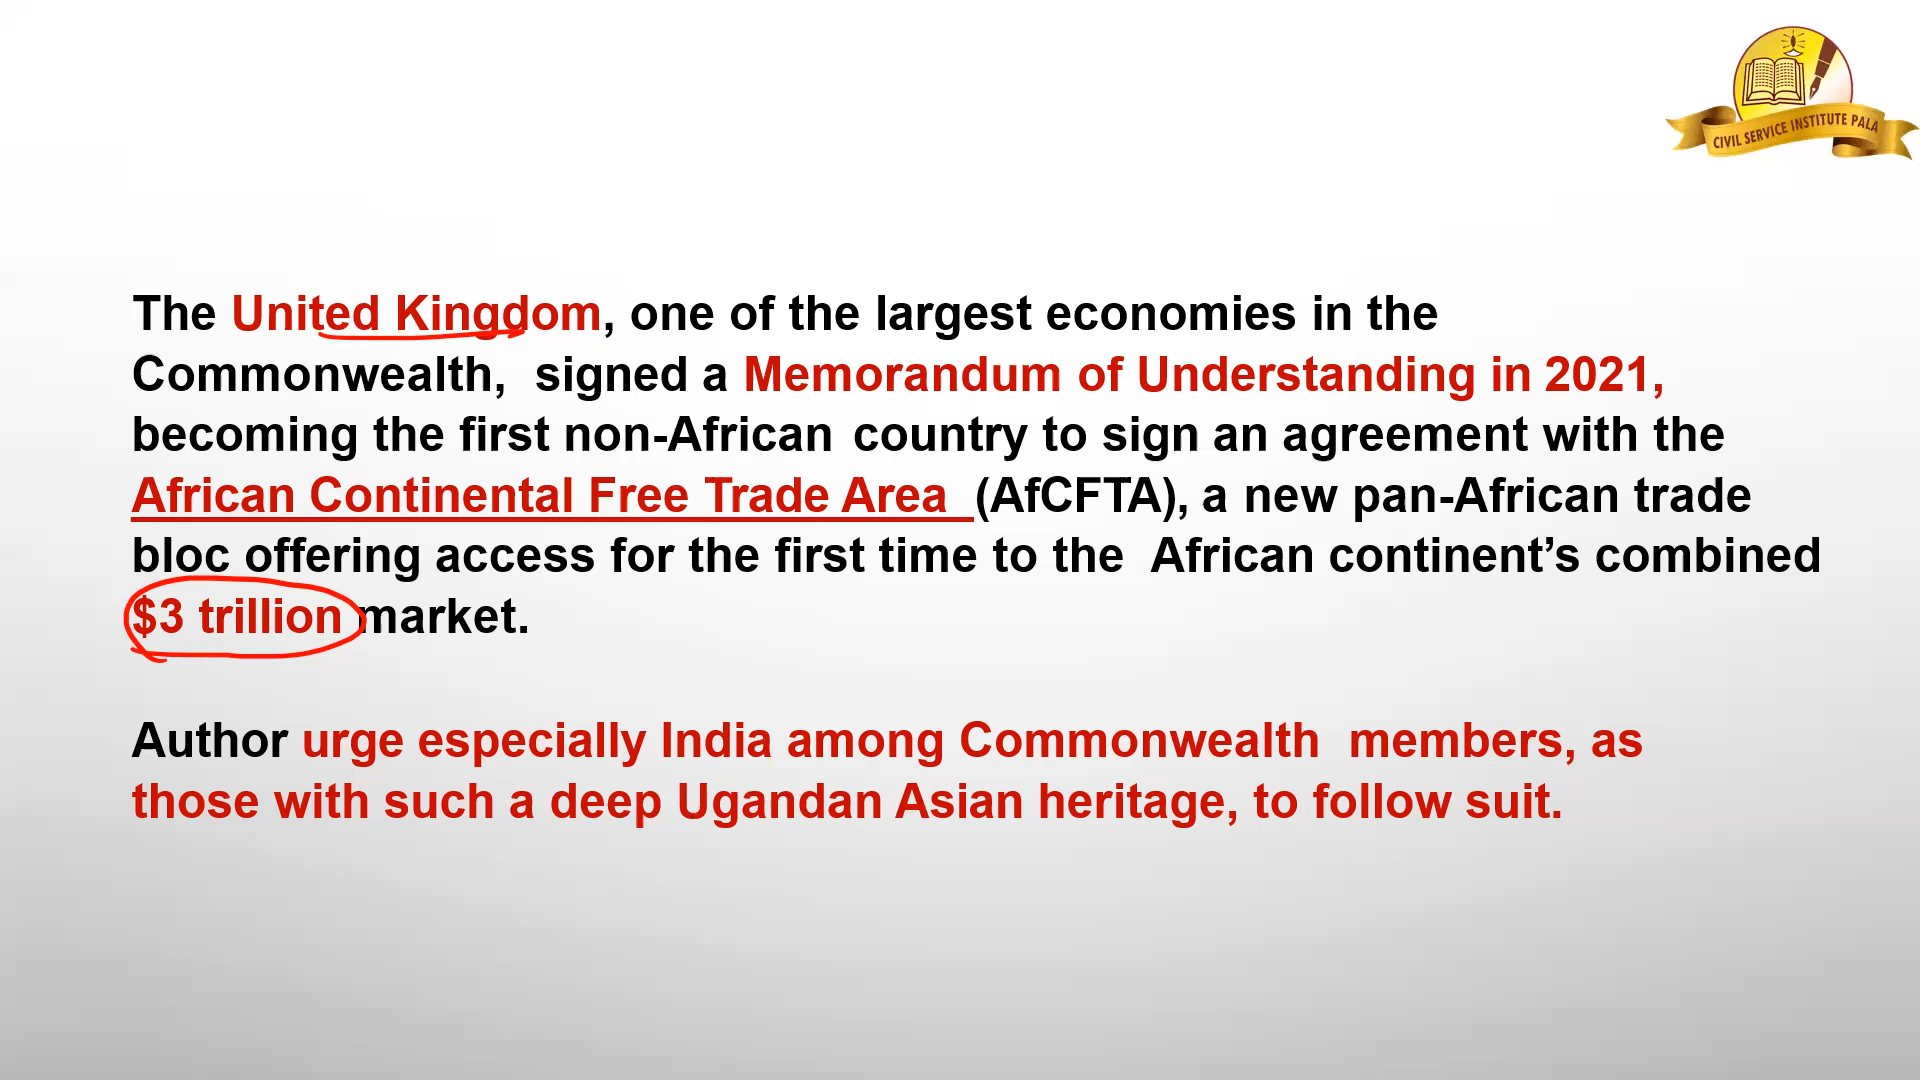 CIVIL SERVICE INSTITUTE PALA
The United Kingdom, one of the largest economies in the
Commonwealth, signed a Memorandum of Understanding in 2021,
becoming the first non-African country to sign an agreement with the
African Continental Free Trade Area (AfCFTA), a new pan-African trade
bloc offering access for the first time to the African continent’s combined
$3 trillion market.
Author urge especially India among Commonwealth members, as
those with such a deep Ugandan Asian heritage, to follow suit.